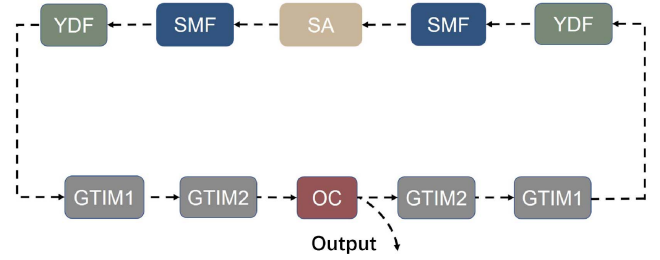 YDF SMF SA SMF YDF
GTIM1 GTIM2 OC GTIM2 GTIM1
Output